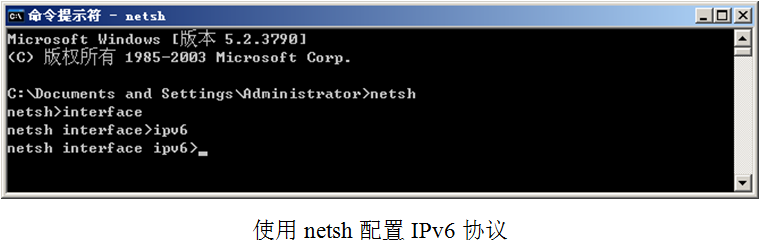 命令提示符 - netsh
Microsoft Windows [版本 5.2.3790]
(C) 版权所有 1985-2003 Microsoft Corp.
C:\Documents and Settings\Administrator>netsh
netsh>interface
netsh interface>ipv6
netsh interface ipv6>_
使用 netsh 配置 IPv6 协议